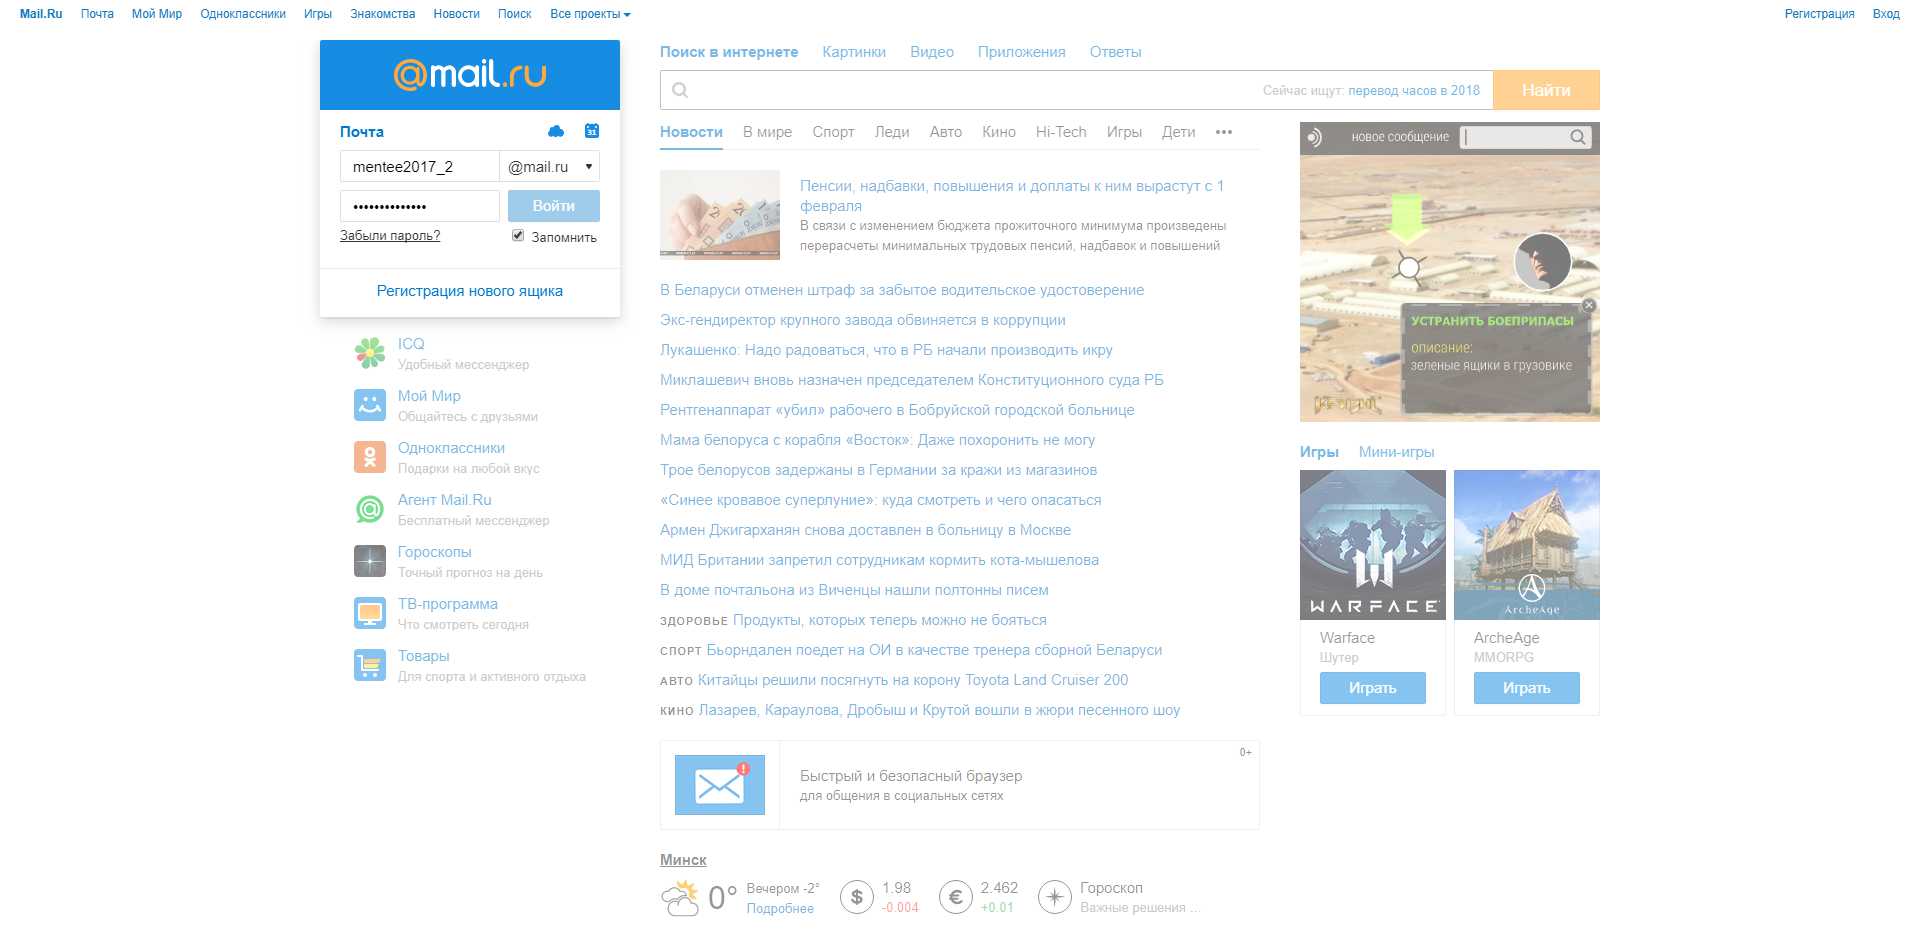 Mail.Ru Почта Мой Мир Одноклассники Игры Знакомства Новости Поиск Все проекты
Регистрация Вход
@mail.ru
Почта
31
mentee2017_2 @mail.ru
•••••••••••••• Войти
Забыли пароль? Запомнить
Регистрация нового ящика
ICQ
Удобный мессенджер
Мой Мир
Общайтесь с друзьями
Одноклассники
Подарки на любой вкус
Агент Mail.Ru
Бесплатный мессенджер
Гороскопы
Точный прогноз на день
ТВ-программа
Что смотреть сегодня
Товары
Для спорта и активного отдыха
Поиск в интернете Картинки Видео Приложения Ответы
Сейчас ищут: перевод часов в 2018 Найти
Новости В мире Спорт Леди Авто Кино Hi-Tech Игры Дети •••
Пенсии, надбавки, повышения и доплаты к ним вырастут с 1
февраля
В связи с изменением бюджета прожиточного минимума произведены
перерасчеты минимальных трудовых пенсий, надбавок и повышений
В Беларуси отменен штраф за забытое водительское удостоверение
Экс-гендиректор крупного завода обвиняется в коррупции
Лукашенко: Надо радоваться, что в РБ начали производить икру
Миклашевич вновь назначен председателем Конституционного суда РБ
Рентгенаппарат «убил» рабочего в Бобруйской городской больнице
Мама белоруса с корабля «Восток»: Даже похоронить не могу
Трое белорусов задержаны в Германии за кражи из магазинов
«Синее кровавое суперлуние»: куда смотреть и чего опасаться
Армен Джигарханян снова доставлен в больницу в Москве
МИД Британии запретил сотрудникам кормить кота-мышелова
В доме почтальона из Виченцы нашли полтонны писем
ЗДОРОВЬЕ Продукты, которых теперь можно не бояться
СПОРТ Бьорндален поедет на ОИ в качестве тренера сборной Беларуси
АВТО Китайцы решили посягнуть на корону Toyota Land Cruiser 200
КИНО Лазарев, Караулова, Дробыш и Крутой вошли в жюри песенного шоу
0+
Быстрый и безопасный браузер
для общения в социальных сетях
Минск
0° Вечером -2°
Подробнее
$ 1.98
-0.004
€ 2.462
+0.01
Гороскоп
Важные решения …
новое сообщение
УСТРАНИТЬ БОЕПРИПАСЫ
описание:
зеленые ящики в грузовике
Игры Мини-игры
WARFACE
Warface
Шутер
Играть
ArcheAge
ArcheAge
MMORPG
Играть